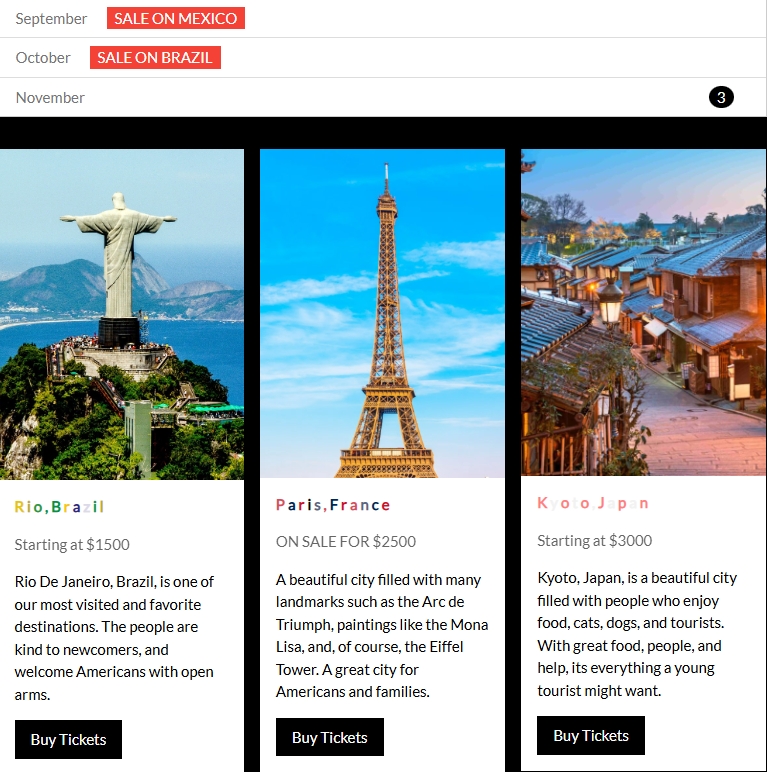 September SALE ON MEXICO
October SALE ON BRAZIL
November 3
Rio,Brazil
Starting at $1500
Rio De Janeiro, Brazil, is one of
our most visited and favorite
destinations. The people are
kind to newcomers, and
welcome Americans with open
arms.
Buy Tickets
Paris,France
ON SALE FOR $2500
A beautiful city filled with many
landmarks such as the Arc de
Triumph, paintings like the Mona
Lisa, and, of course, the Eiffel
Tower. A great city for
Americans and families.
Buy Tickets
Kyoto,Japan
Starting at $3000
Kyoto, Japan, is a beautiful city
filled with people who enjoy
food, cats, dogs, and tourists.
With great food, people, and
help, its everything a young
tourist might want.
Buy Tickets